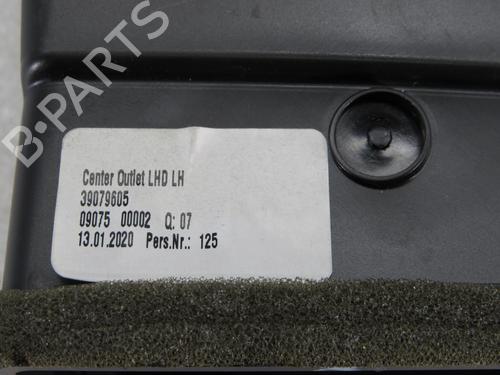 B-PARTS
Center Outlet LHD LH
39079605
09075 00002 Q: 07
13.01.2020 Pers.Nr.: 125